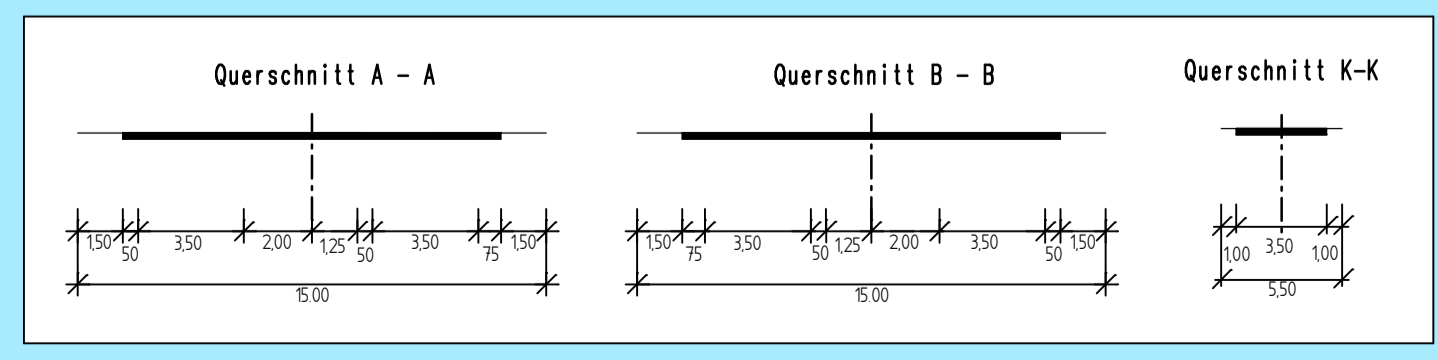 Querschnitt A - A
1,50 50 3,50 2,00 1,25 50 3,50 75 1,50
15.00
Querschnitt B - B
1,50 75 3,50 50 1,25 2,00 3,50 50 1,50
15.00
Querschnitt K-K
1,00 3,50 1,00
5,50